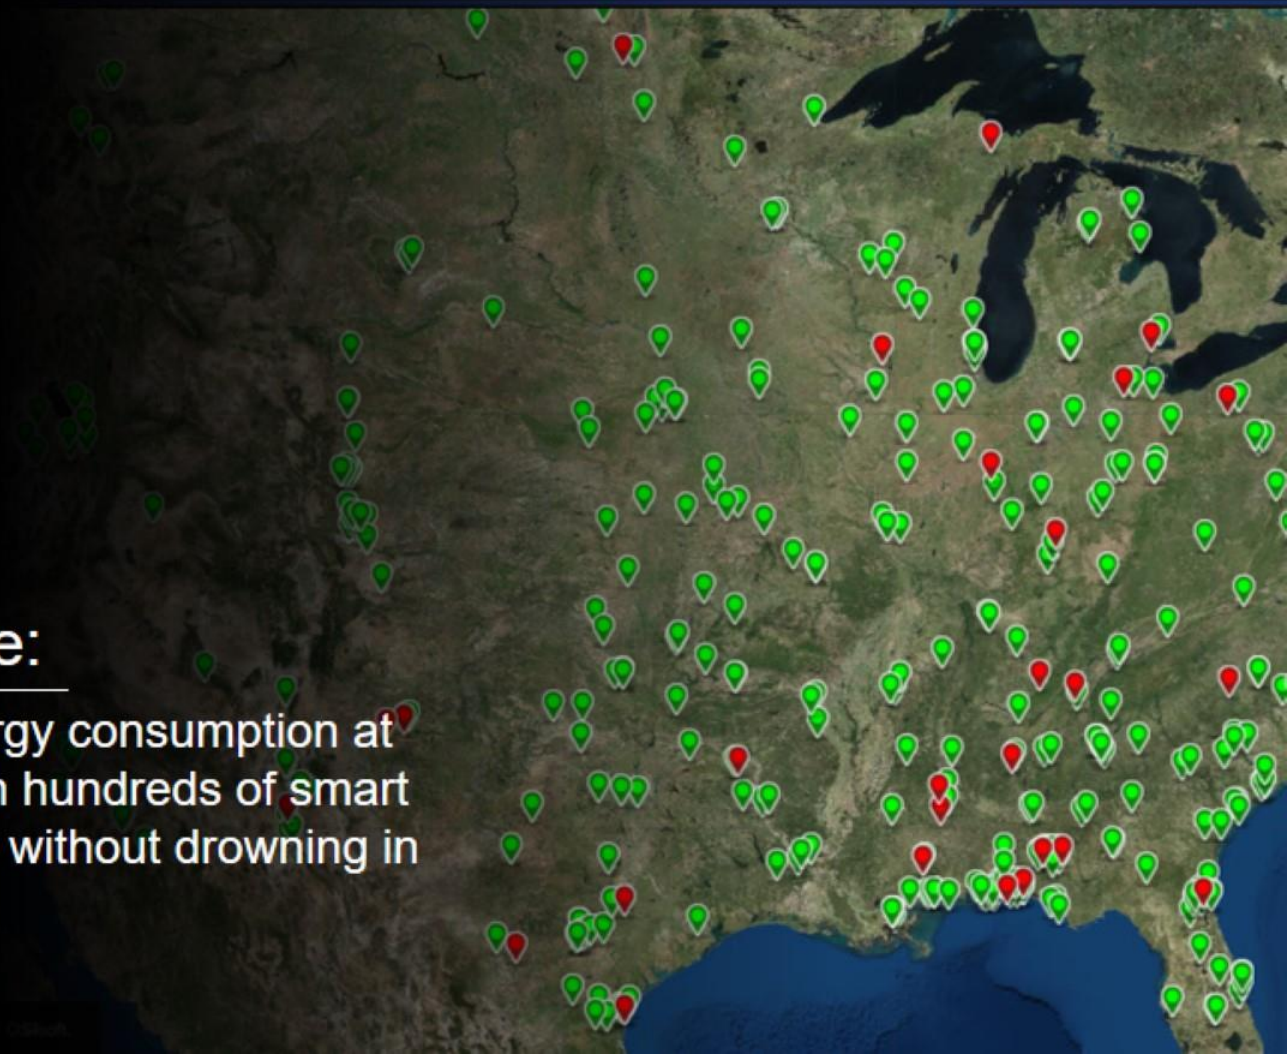 e:
rgy consumption at
n hundreds of smart
without drowning in